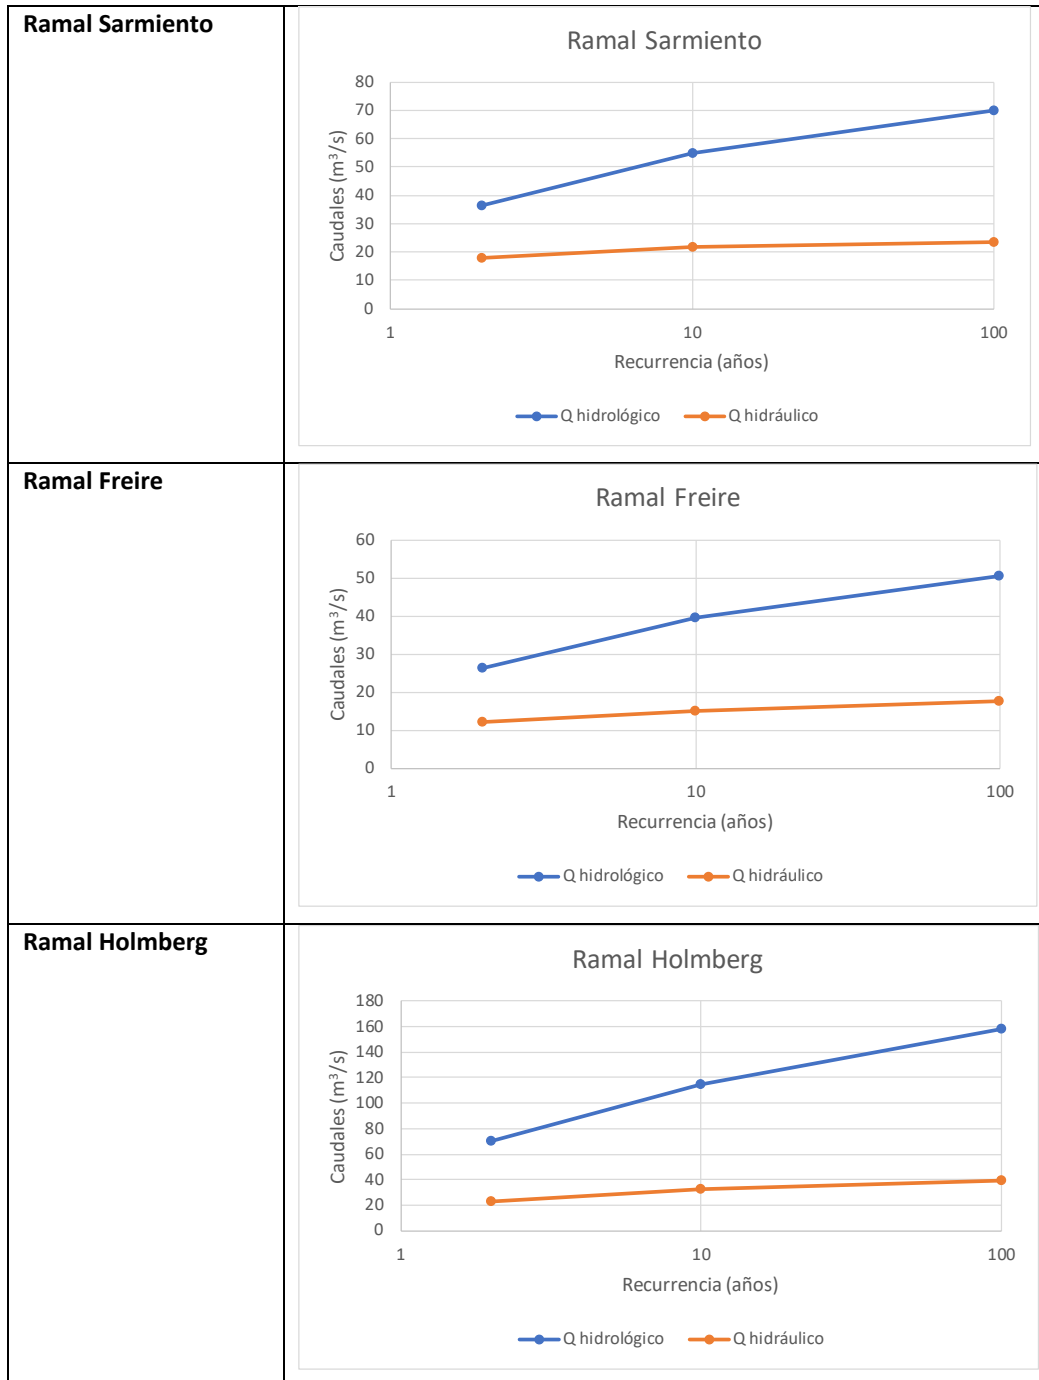 Ramal Sarmiento
Ramal Sarmiento
80
70
60
50
40
30
20
10
0
Caudales (m³/s)
1 10 100
Recurrencia (años)
Q hidrológico Q hidráulico
Ramal Freire
Ramal Freire
60
50
40
30
20
10
0
Caudales (m³/s)
1 10 100
Recurrencia (años)
Q hidrológico Q hidráulico
Ramal Holmberg
Ramal Holmberg
180
160
140
120
100
80
60
40
20
0
Caudales (m³/s)
1 10 100
Recurrencia (años)
Q hidrológico Q hidráulico